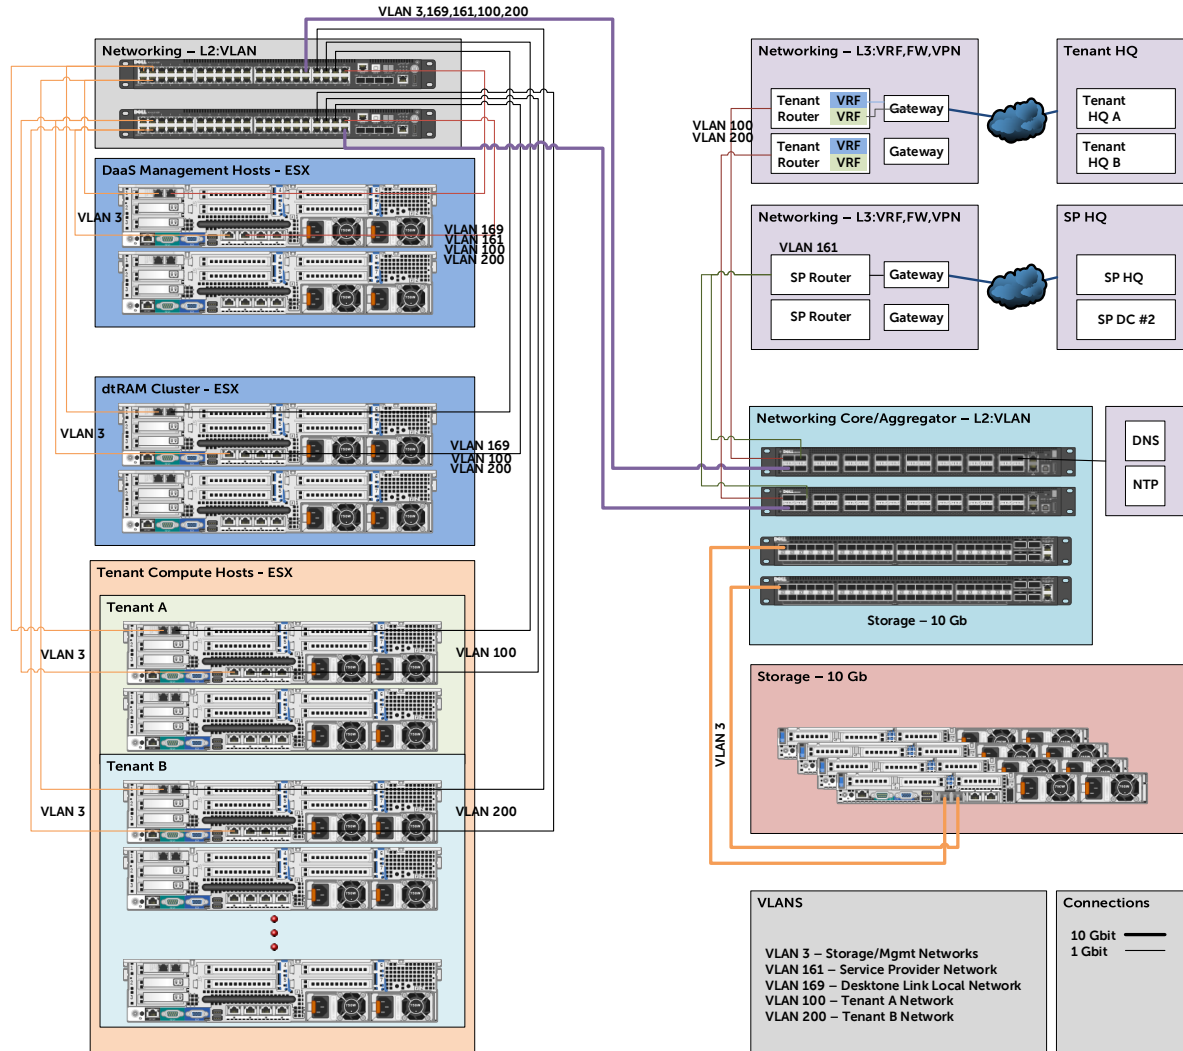 VLAN 3,169,161,100,200
Networking – L2:VLAN
DELL
DELL
DaaS Management Hosts - ESX
VLAN 3
VLAN 169
VLAN 161
VLAN 100
VLAN 200
dtRAM Cluster - ESX
VLAN 3
VLAN 169
VLAN 100
VLAN 200
Tenant Compute Hosts - ESX
Tenant A
VLAN 3
VLAN 100
Tenant B
VLAN 3
VLAN 200
Networking – L3:VRF,FW,VPN
Tenant
Router
VRF
VRF
Gateway
Tenant
Router
VRF
VRF
Gateway
VLAN 100
VLAN 200
Tenant HQ
Tenant
HQ A
Tenant
HQ B
Networking – L3:VRF,FW,VPN
VLAN 161
SP Router
Gateway
SP Router
Gateway
SP HQ
SP HQ
SP DC #2
Networking Core/Aggregator – L2:VLAN
DELL
DELL
DELL
DELL
Storage – 10 Gb
DNS
NTP
Storage – 10 Gb
VLAN 3
VLANS
VLAN 3 – Storage/Mgmt Networks
VLAN 161 – Service Provider Network
VLAN 169 – Desktone Link Local Network
VLAN 100 – Tenant A Network
VLAN 200 – Tenant B Network
Connections
10 Gbit
1 Gbit